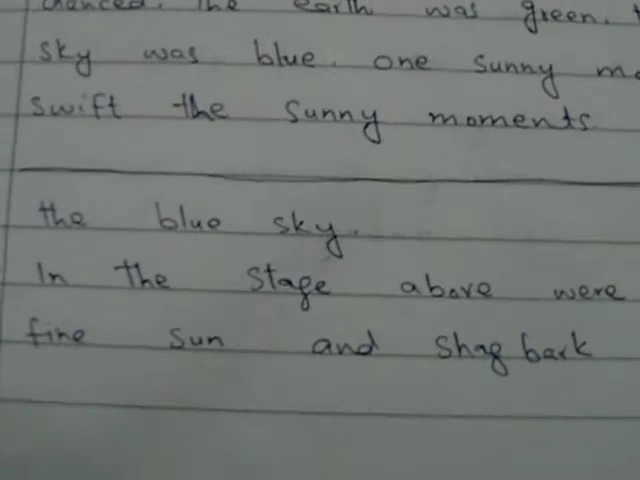 chanced. The earth was green.
sky was blue. one sunny
swift the sunny moments.
the blue sky.
In the stage above were
fine sun and shag bark